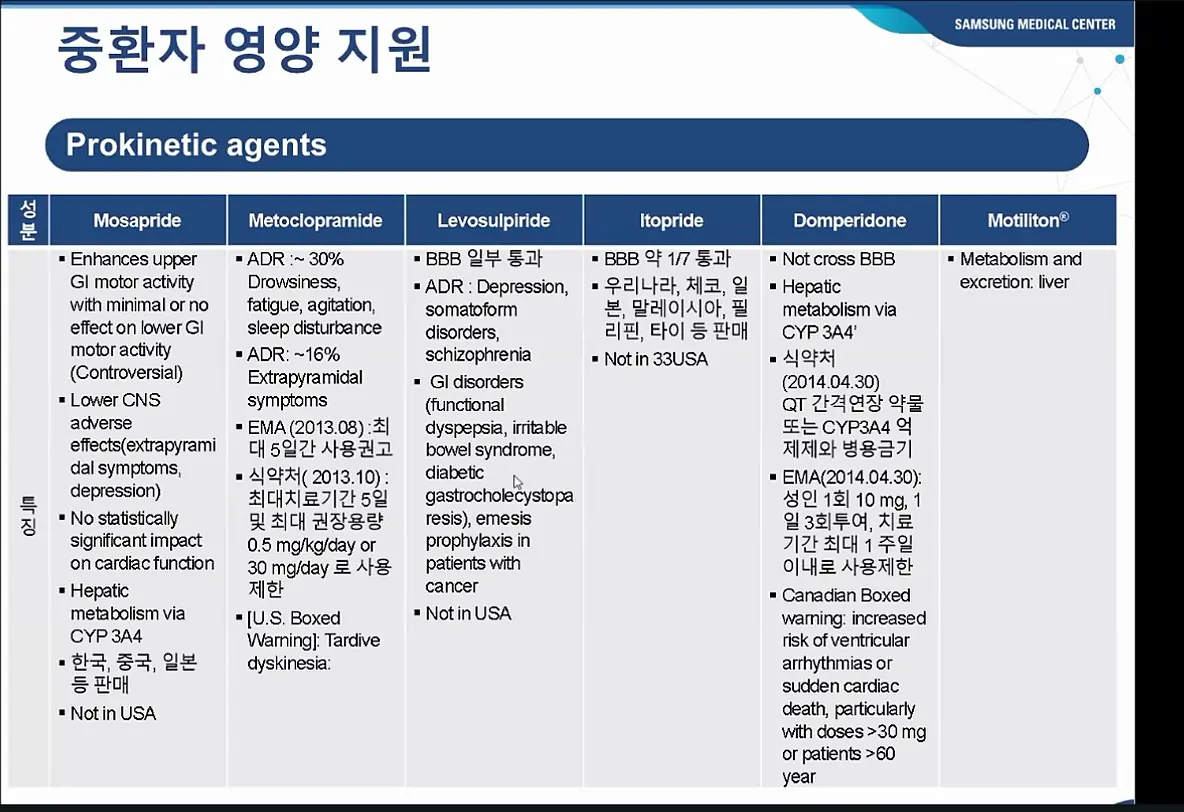 SAMSUNG MEDICAL CENTER
중환자 영양 지원
Prokinetic agents
성
분
Mosapride
Metoclopramide
Levosulpiride
Itopride
Domperidone
Motiliton®
특
징
▪ Enhances upper
GI motor activity
with minimal or no
effect on lower GI
motor activity
(Controversial)
▪ Lower CNS
adverse
effects(extrapyrami
dal symptoms,
depression)
▪ No statistically
significant impact
on cardiac function
▪ Hepatic
metabolism via
CYP 3A4
▪ 한국, 중국, 일본
등 판매
▪ Not in USA
▪ ADR :~ 30%
Drowsiness,
fatigue, agitation,
sleep disturbance
▪ ADR: ~16%
Extrapyramidal
symptoms
▪ EMA (2013.08) :최
대 5일간 사용권고
▪ 식약처( 2013.10) :
최대치료기간 5일
및 최대 권장용량
0.5 mg/kg/day or
30 mg/day 로 사용
제한
▪ [U.S. Boxed
Warning]: Tardive
dyskinesia:
▪ BBB 일부 통과
▪ ADR : Depression,
somatoform
disorders,
schizophrenia
▪ GI disorders
(functional
dyspepsia, irritable
bowel syndrome,
diabetic
gastrocholecystopa
resis), emesis
prophylaxis in
patients with
cancer
▪ Not in USA
▪ BBB 약 1/7 통과
▪ 우리나라, 체코, 일
본, 말레이시아, 필
리핀, 타이 등 판매
▪ Not in 33USA
▪ Not cross BBB
▪ Hepatic
metabolism via
CYP 3A4'
▪ 식약처
(2014.04.30)
QT 간격연장 약물
또는 CYP3A4 억
제제와 병용금기
▪ EMA(2014.04.30):
성인 1회 10 mg, 1
일 3회투여, 치료
기간 최대 1 주일
이내로 사용제한
▪ Canadian Boxed
warning: increased
risk of ventricular
arrhythmias or
sudden cardiac
death, particularly
with doses >30 mg
or patients >60
year
▪ Metabolism and
excretion: liver